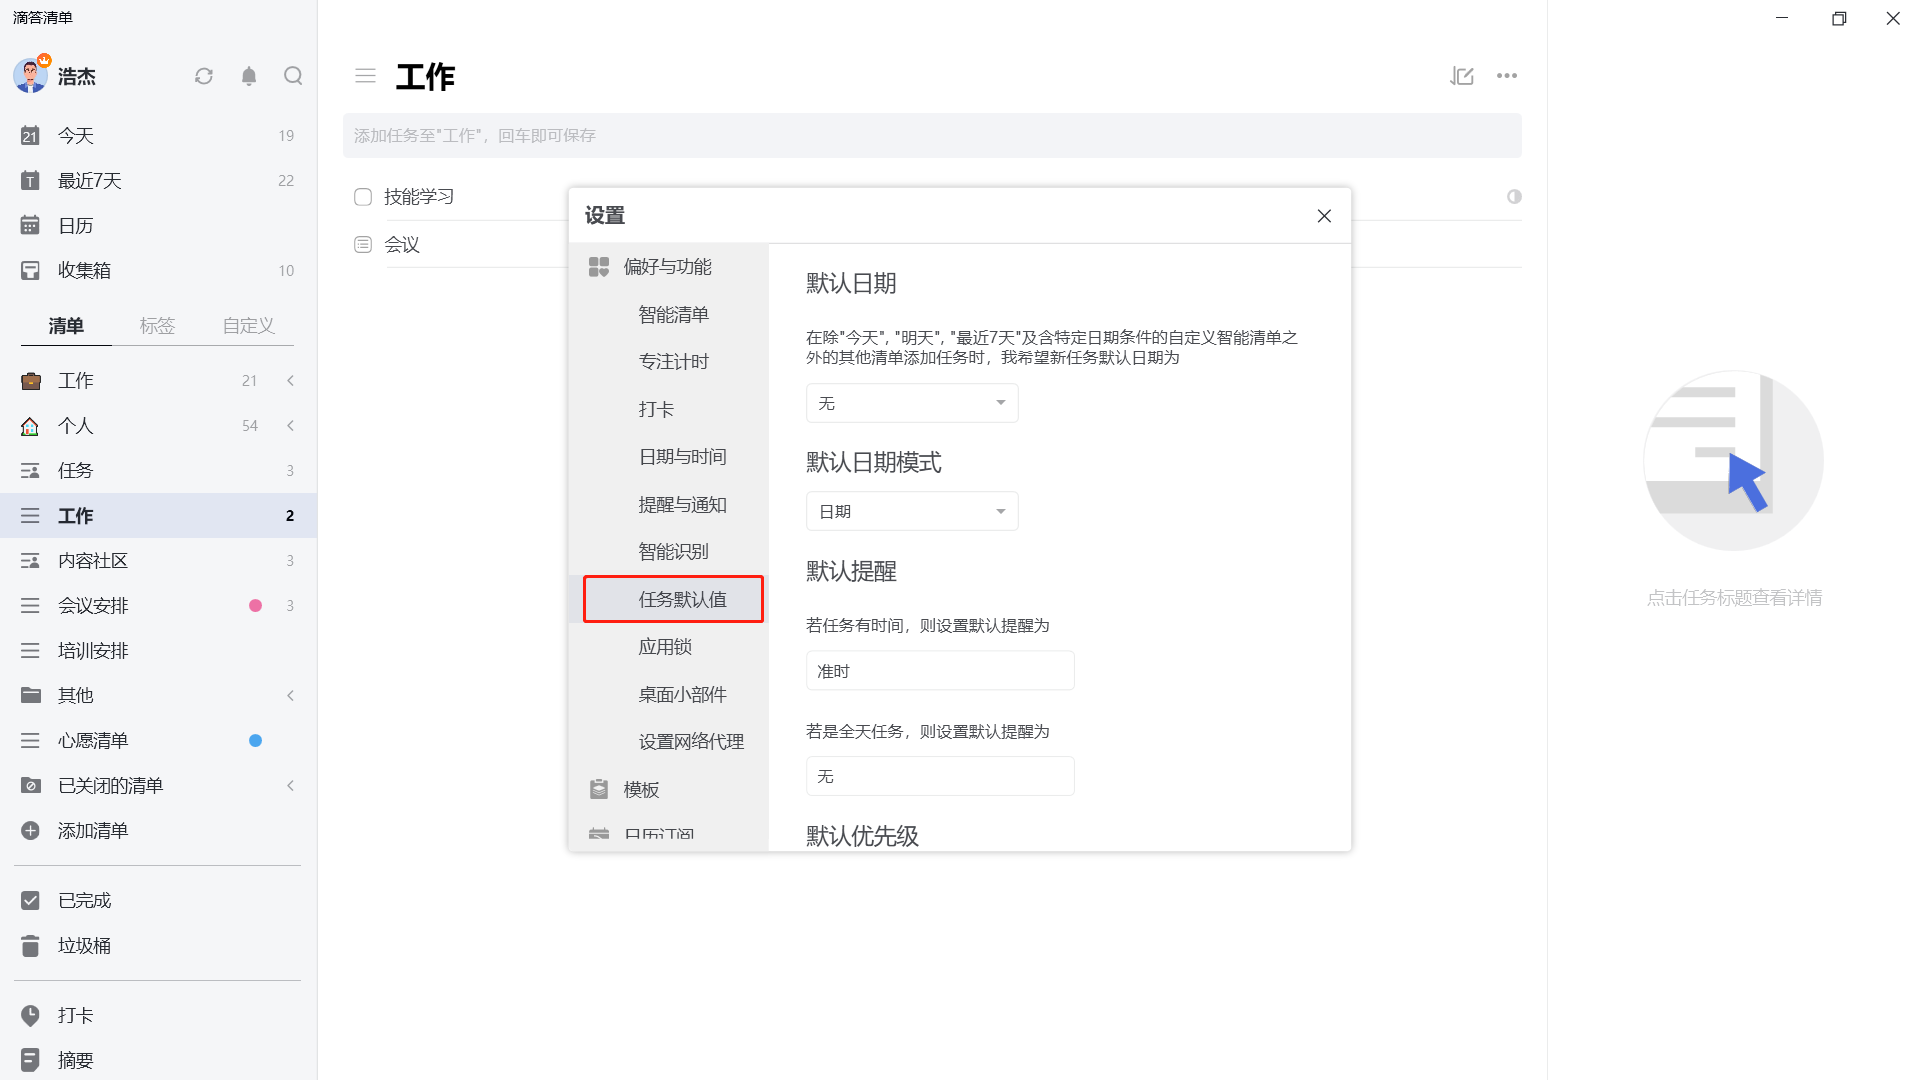 滴答清单
浩杰
21 今天 19
T 最近7天 22
日历
收集箱 10
清单 标签 自定义
工作 21
个人 54
任务 3
工作 2
内容社区 3
会议安排 3
培训安排
其他
心愿清单
已关闭的清单
添加清单
已完成
垃圾桶
打卡
摘要
工作
添加任务至"工作"，回车即可保存
技能学习
会议
设置
偏好与功能
智能清单
专注计时
打卡
日期与时间
提醒与通知
智能识别
任务默认值
应用锁
桌面小部件
设置网络代理
模板
日历订阅
默认日期
在除"今天", "明天", "最近7天"及含特定日期条件的自定义智能清单之
外的其他清单添加任务时，我希望新任务默认日期为
无
默认日期模式
日期
默认提醒
若任务有时间，则设置默认提醒为
准时
若是全天任务，则设置默认提醒为
无
默认优先级
点击任务标题查看详情